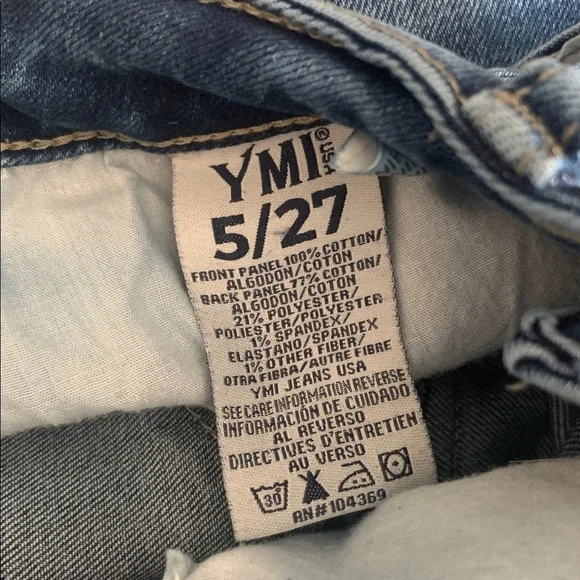 YMI® USA
5/27
FRONT PANEL 100% COTTON/
ALGODON/COTON
BACK PANEL 77% COTTON/
ALGODON/COTON
21% POLYESTER/
POLIESTER/POLYESTER
1% SPANDEX/
ELASTANO/SPANDEX
1% OTHER FIBER/
OTRA FIBRA/AUTRE FIBRE
YMI JEANS USA
SEE CARE INFORMATION REVERSE
INFORMACIÓN DE CUIDADO
AL REVERSO
DIRECTIVES D'ENTRETIEN
AU VERSO
30
RN#104369